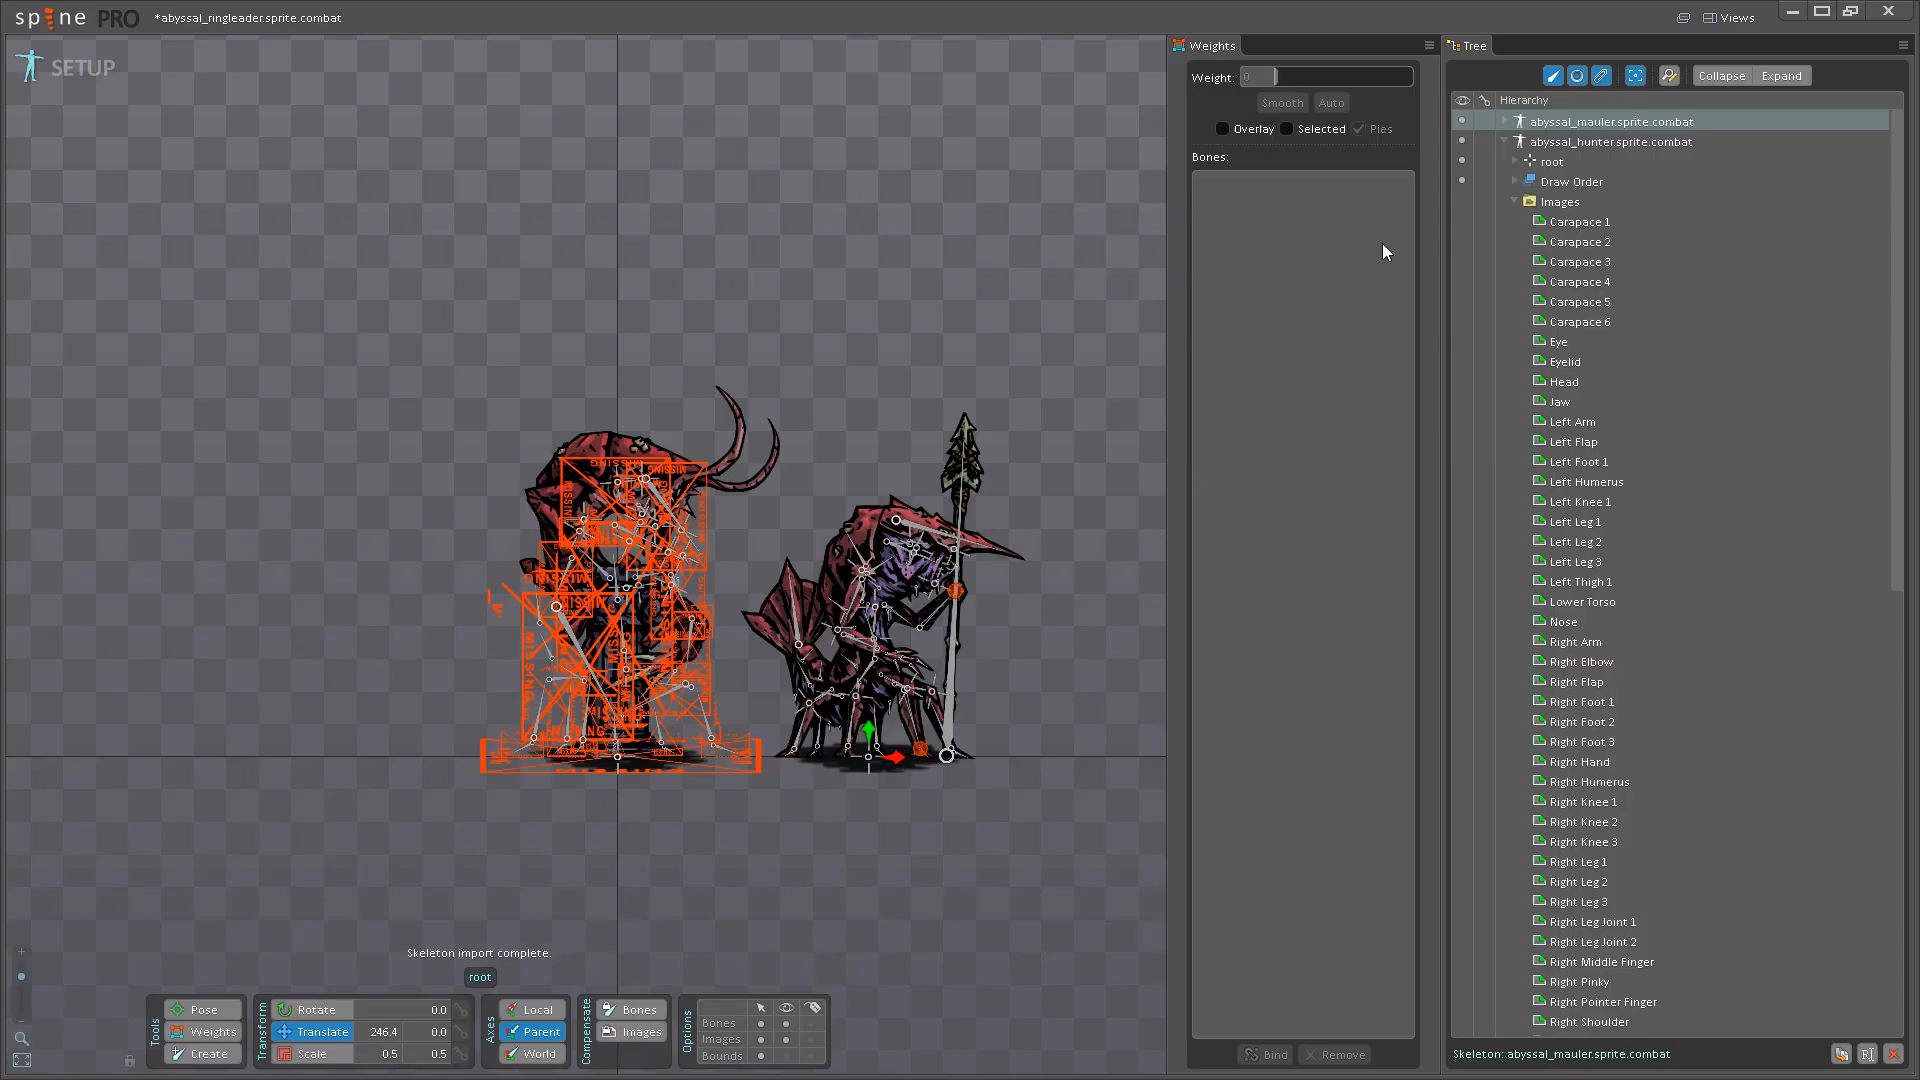 spine PRO
*abyssal_ringleader.sprite.combat
Views
SETUP
Weights
Weight: 0
Smooth Auto
Overlay Selected Pies
Bones:
Bind Remove
Tree
Collapse Expand
Hierarchy
abyssal_mauler.sprite.combat
abyssal_hunter.sprite.combat
root
Draw Order
Images
Carapace 1
Carapace 2
Carapace 3
Carapace 4
Carapace 5
Carapace 6
Eye
Eyelid
Head
Jaw
Left Arm
Left Flap
Left Foot 1
Left Humerus
Left Knee 1
Left Leg 1
Left Leg 2
Left Leg 3
Left Thigh 1
Lower Torso
Nose
Right Arm
Right Elbow
Right Flap
Right Foot 1
Right Foot 2
Right Foot 3
Right Hand
Right Humerus
Right Knee 1
Right Knee 2
Right Knee 3
Right Leg 1
Right Leg 2
Right Leg 3
Right Leg Joint 1
Right Leg Joint 2
Right Middle Finger
Right Pinky
Right Pointer Finger
Right Shoulder
Skeleton: abyssal_mauler.sprite.combat
MISSING
MISSING
MISSING
MISSING
MISSING
MISSING
MISSING
Skeleton import complete.
root
Tools
Pose
Weights
Create
Transform
Rotate 0.0
Translate 246.4 0.0
Scale 0.5 0.5
Axes
Local
Parent
World
Compensate
Bones
Images
Options
Bones
Images
Bounds